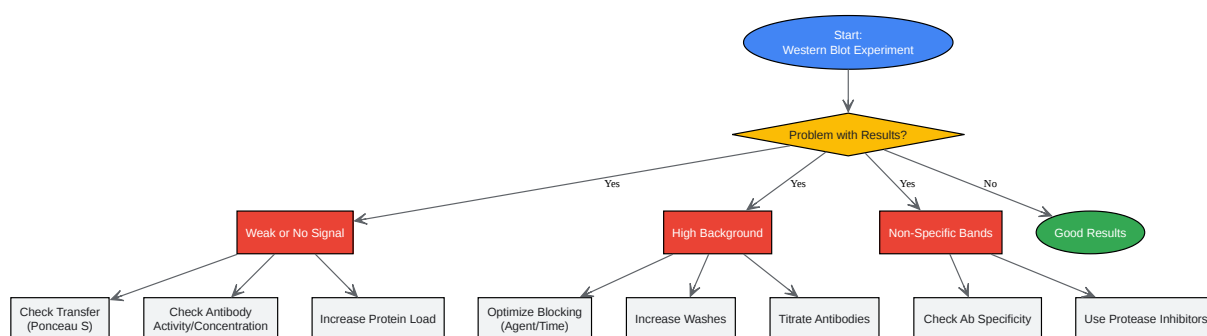 Start:
Western Blot Experiment
Problem with Results?
Yes
Yes
Yes
No
Weak or No Signal
High Background
Non-Specific Bands
Good Results
Check Transfer
(Ponceau S)
Check Antibody
Activity/Concentration
Increase Protein Load
Optimize Blocking
(Agent/Time)
Increase Washes
Titrate Antibodies
Check Ab Specificity
Use Protease Inhibitors